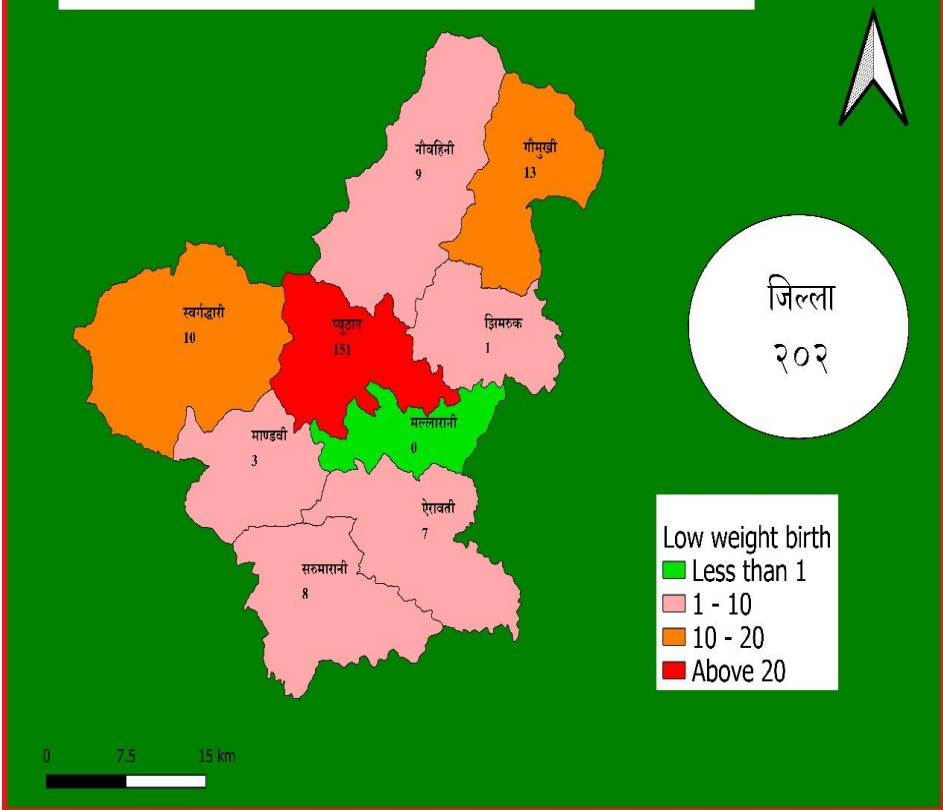 नौवहिनी
9
गौमुखी
13
स्वर्गद्वारी
10
प्यूठान
151
झिमरुक
1
जिल्ला
२०२
माण्डवी
3
मल्लारानी
0
ऐरावती
7
सरुमारानी
8
Low weight birth
Less than 1
1 - 10
10 - 20
Above 20
0 7.5 15 km